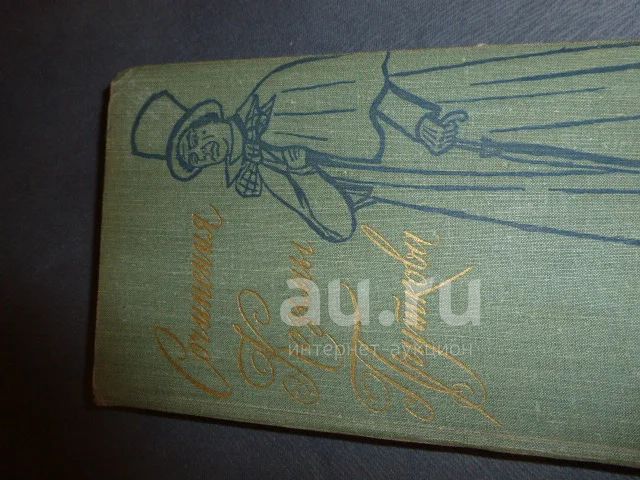 Сочинения
Козьмы
Пруткова
au.ru
интернет аукцион